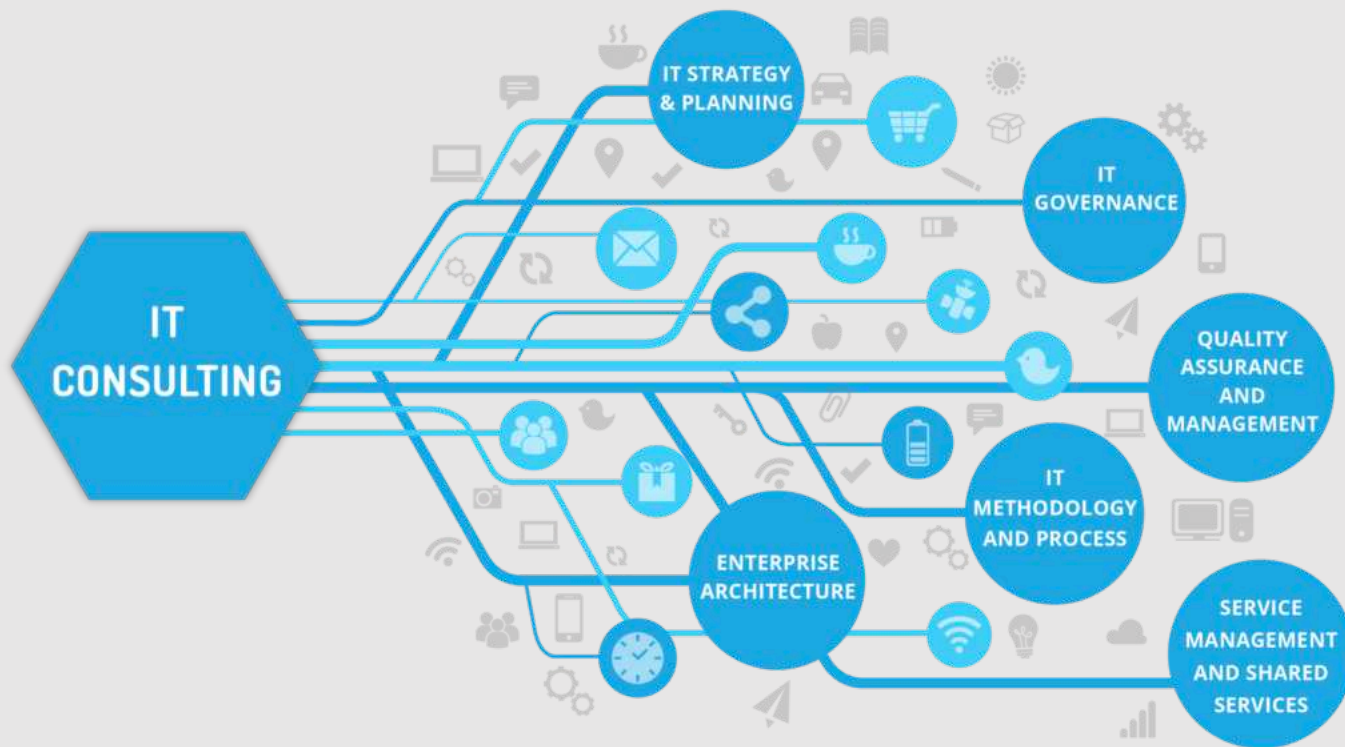 IT
CONSULTING
IT STRATEGY
& PLANNING
IT
GOVERNANCE
QUALITY
ASSURANCE
AND
MANAGEMENT
IT
METHODOLOGY
AND PROCESS
ENTERPRISE
ARCHITECTURE
SERVICE
MANAGEMENT
AND SHARED
SERVICES